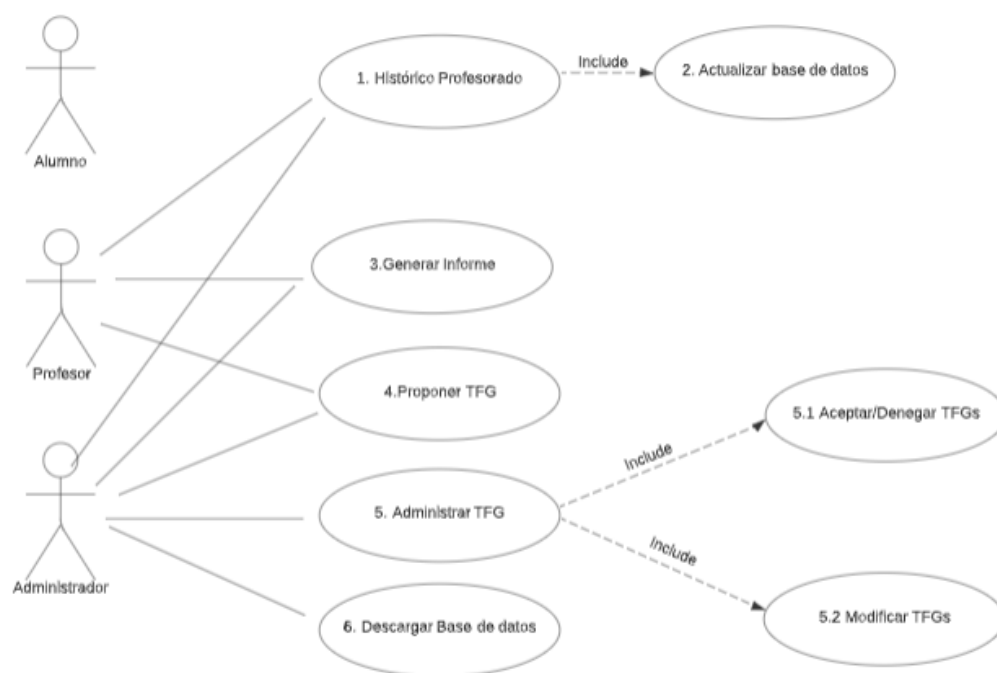 1. Histórico Profesorado
Include
2. Actualizar base de datos
Alumno
3.Generar Informe
Profesor
4.Proponer TFG
5.1 Aceptar/Denegar TFGs
Include
5. Administrar TFG
Include
Administrador
6. Descargar Base de datos
5.2 Modificar TFGs